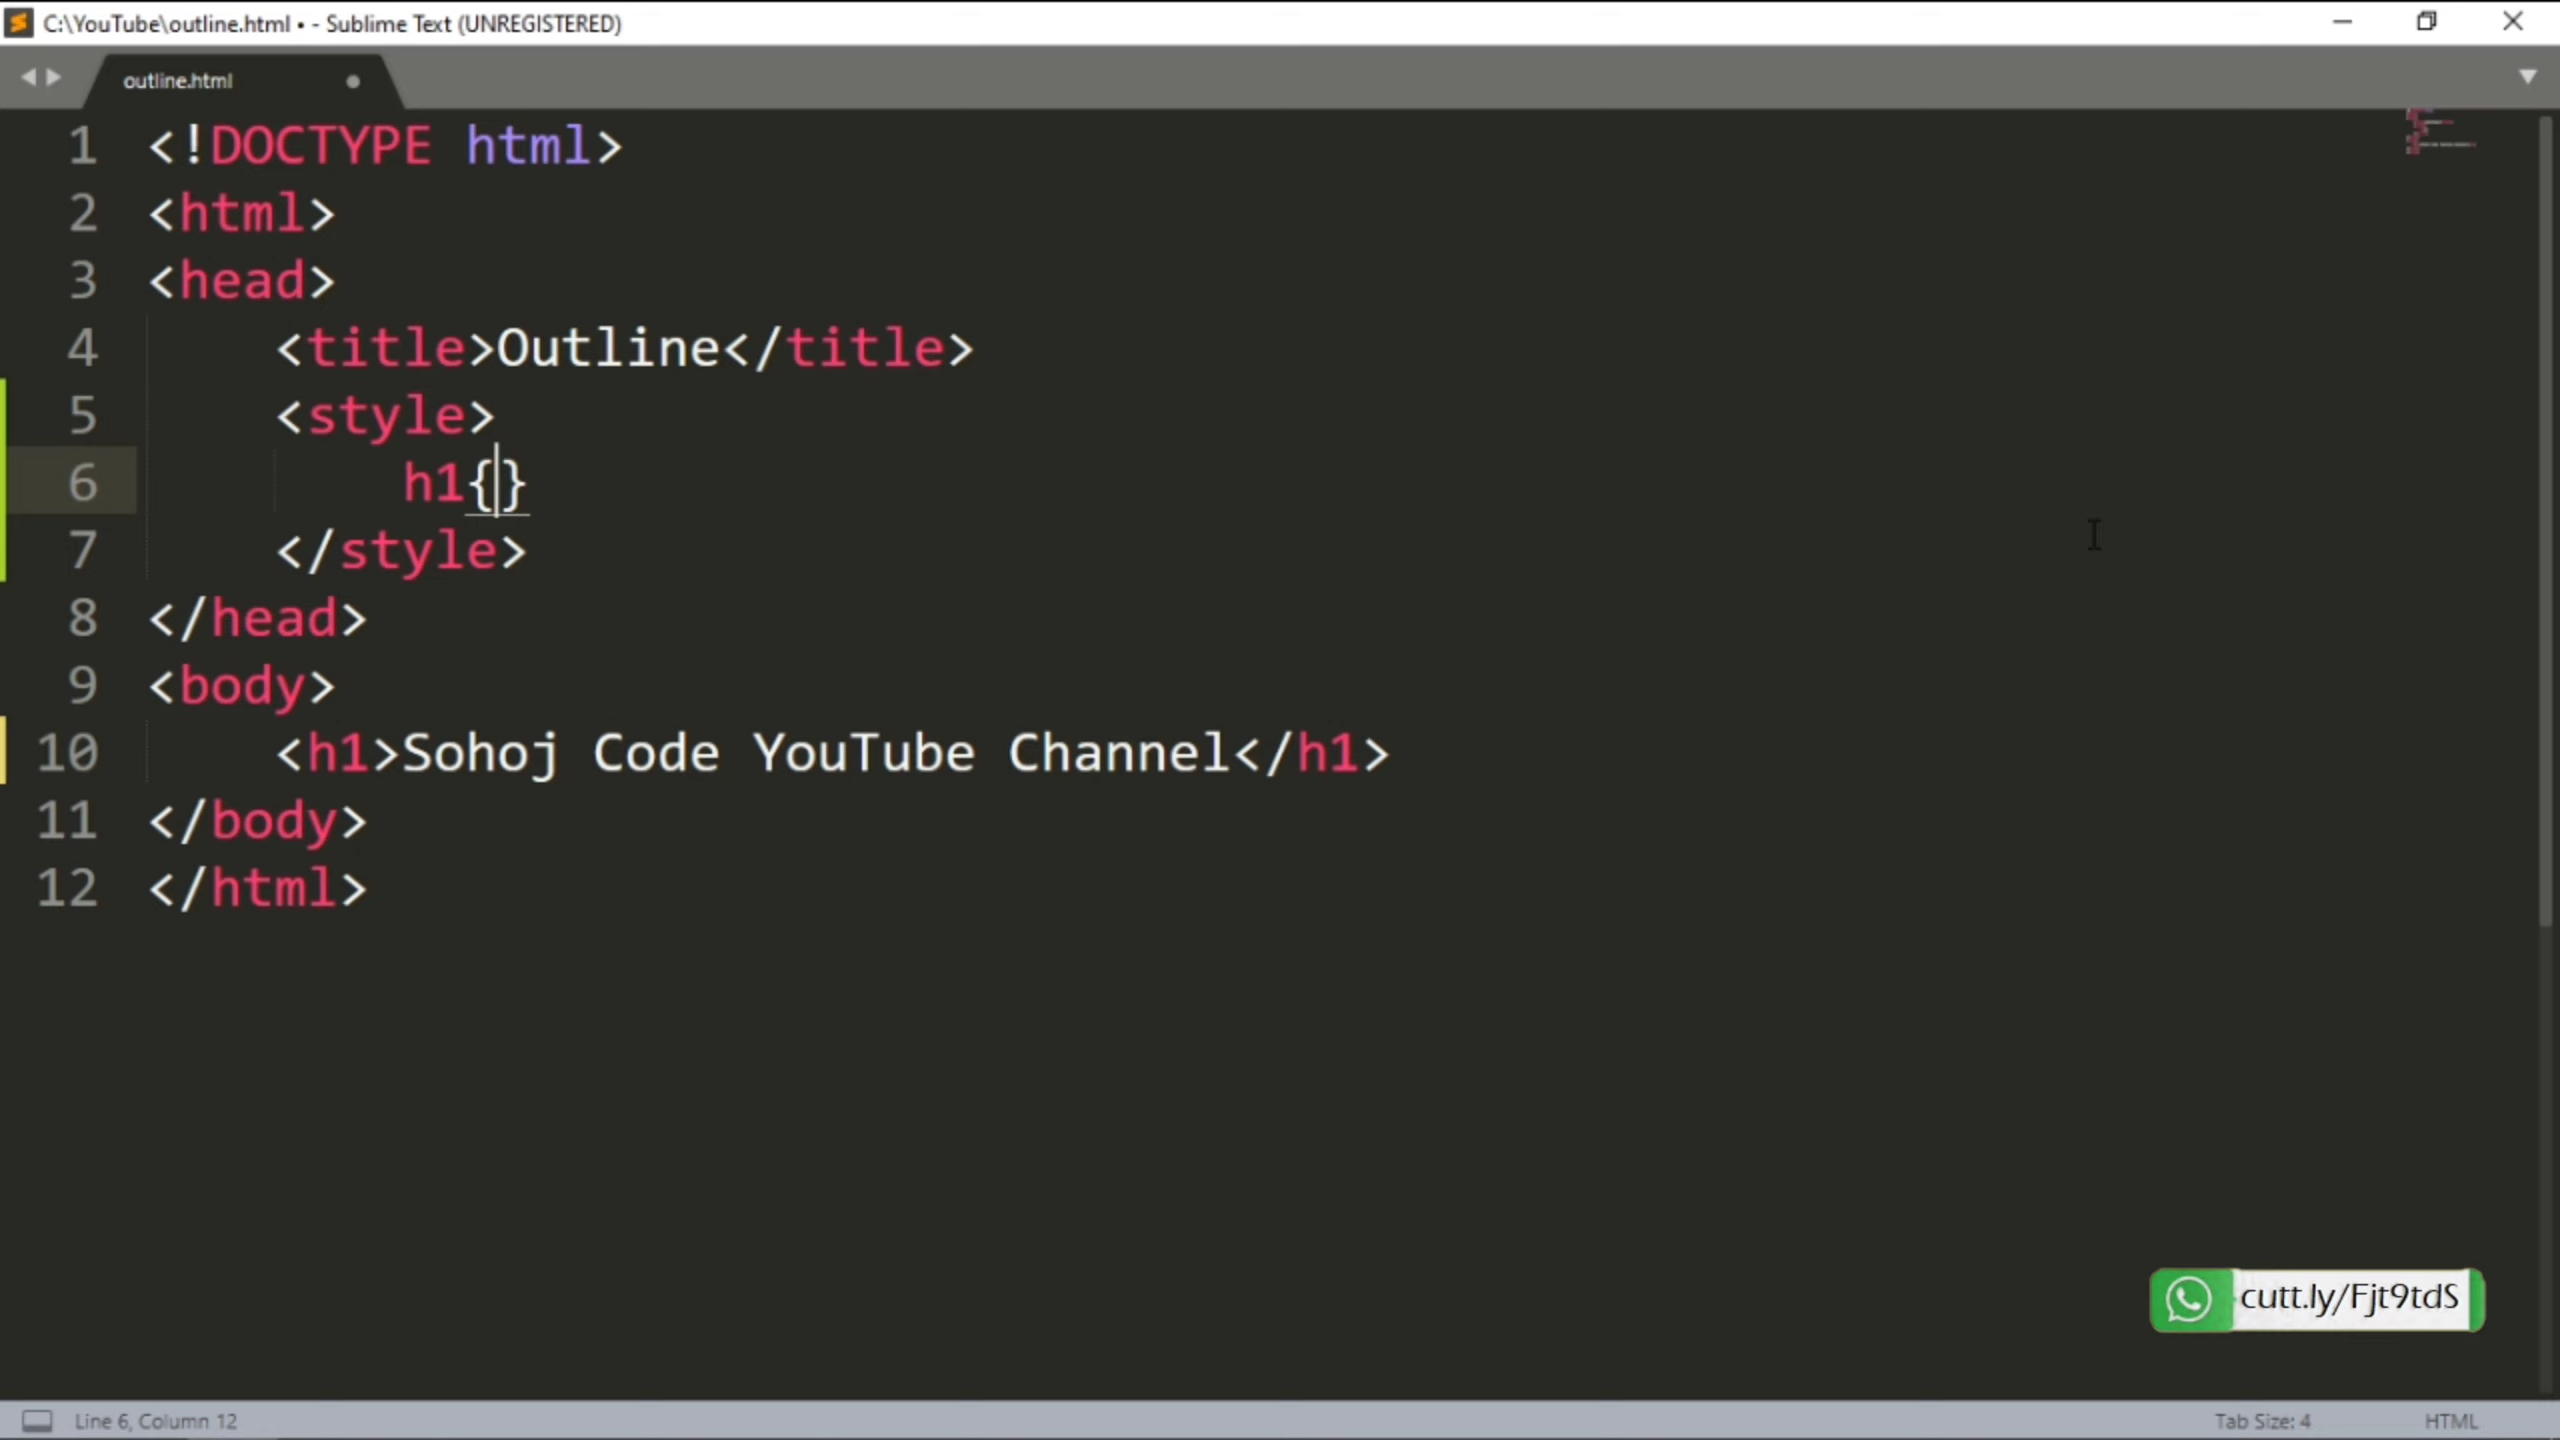 C:\YouTube\outline.html • - Sublime Text (UNREGISTERED)
outline.html
1 <!DOCTYPE html>
2 <html>
3 <head>
4 <title>Outline</title>
5 <style>
6 h1{}
7 </style>
8 </head>
9 <body>
10 <h1>Sohoj Code YouTube Channel</h1>
11 </body>
12 </html>
cutt.ly/Fjt9tdS
Line 6, Column 12 Tab Size: 4 HTML